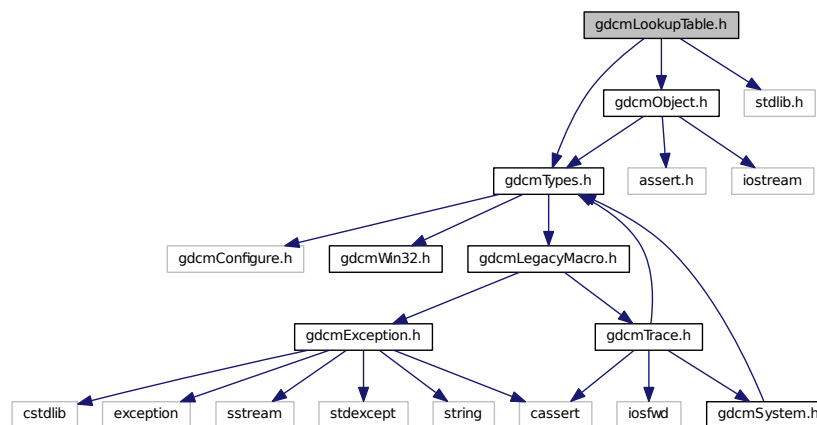 gdcmLookupTable.h
gdcmObject.h
stdlib.h
gdcmTypes.h
assert.h
iostream
gdcmConfigure.h
gdcmWin32.h
gdcmLegacyMacro.h
gdcmException.h
gdcmTrace.h
cstdlib
exception
sstream
stdexcept
string
cassert
iosfwd
gdcmSystem.h